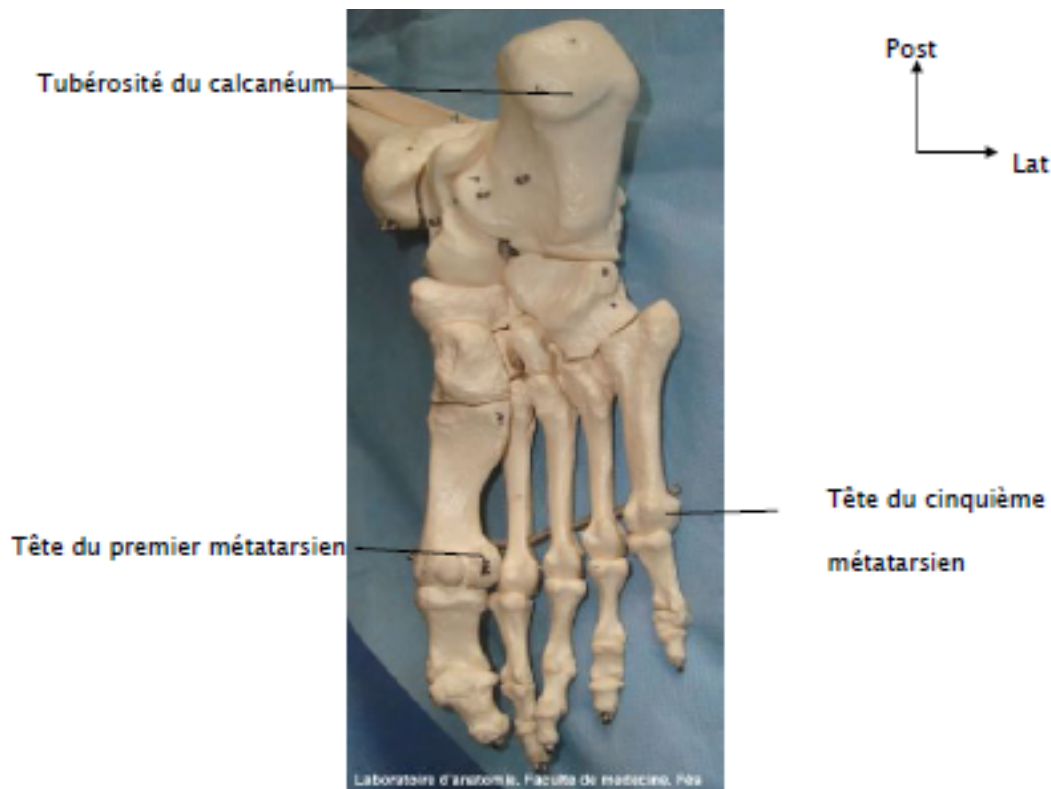 Post
Tubérosité du calcanéum
Lat
Tête du cinquième
Tête du premier métatarsien
métatarsien
Laboratoire d'anatomie, Faculté de médecine, Fès